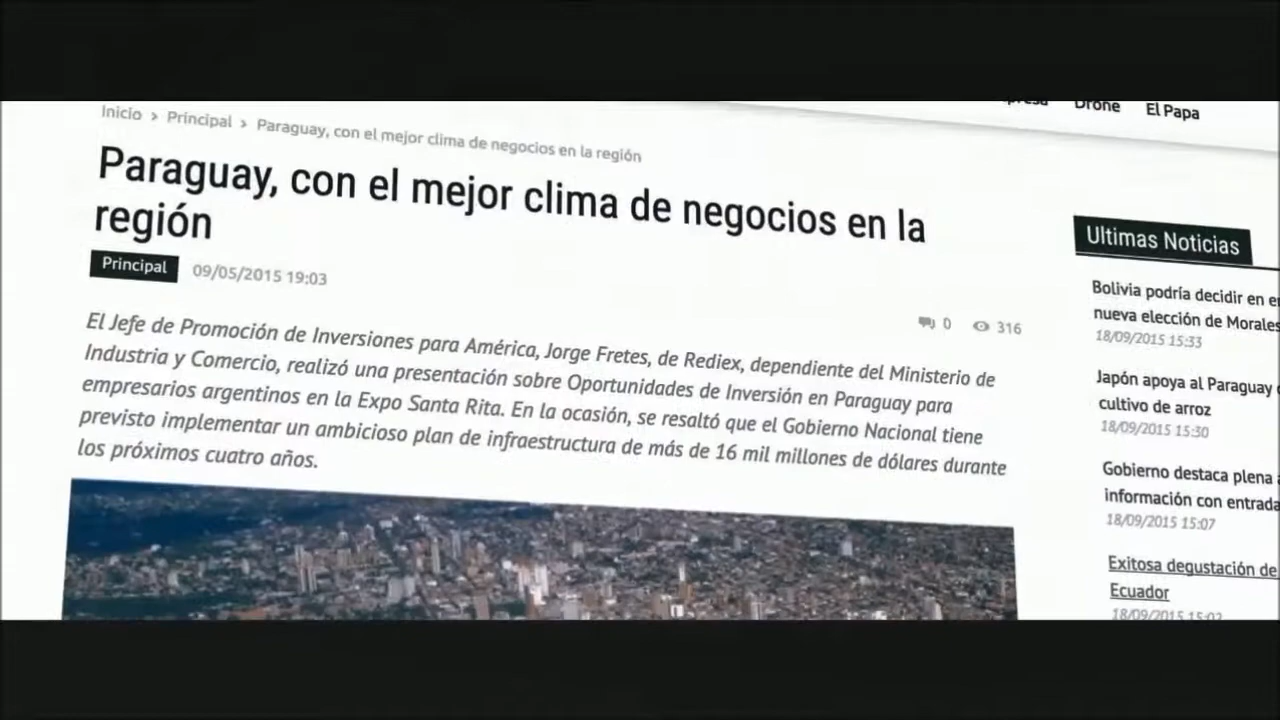 Drone El Papa
Inicio > Principal > Paraguay, con el mejor clima de negocios en la región
Paraguay, con el mejor clima de negocios en la
región
Principal 09/05/2015 19:03
0 316
El Jefe de Promoción de Inversiones para América, Jorge Fretes, de Rediex, dependiente del Ministerio de
Industria y Comercio, realizó una presentación sobre Oportunidades de Inversión en Paraguay para
empresarios argentinos en la Expo Santa Rita. En la ocasión, se resaltó que el Gobierno Nacional tiene
previsto implementar un ambicioso plan de infraestructura de más de 16 mil millones de dólares durante
los próximos cuatro años.
Ultimas Noticias
Bolivia podría decidir en
nueva elección de Morales
18/09/2015 15:33
Japón apoya al Paraguay
cultivo de arroz
18/09/2015 15:30
Gobierno destaca plena
información con entrada
18/09/2015 15:07
Exitosa degustación de
Ecuador
18/09/2015 15:02